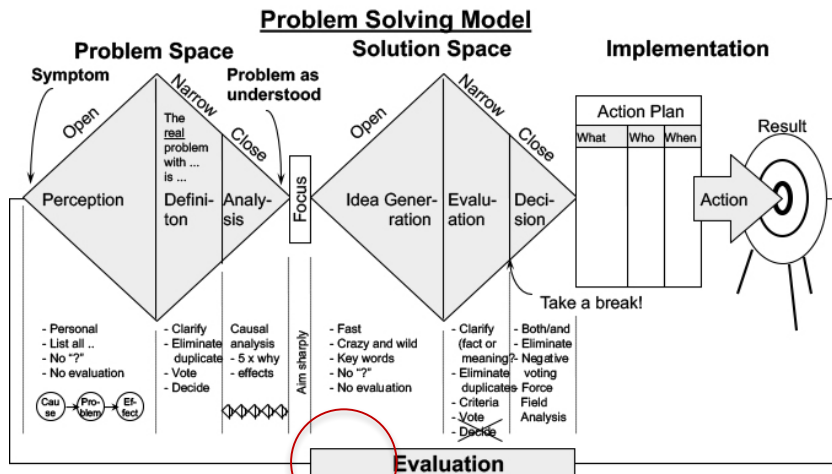 Problem Solving Model
Problem Space
Solution Space
Implementation
Symptom
Problem as
understood
Open
Narrow
Close
The
real
problem
with ...
is ...
Perception
Definiton
Analy-
sis
Focus
Open
Narrow
Close
Idea Gener-
ration
Evalu-
ation
Deci-
sion
Take a break!
Action Plan
What Who When
Action
Result
- Personal
- List all ..
- No "?"
- No evaluation
Cau
se
Pro-
blem
Ef-
fect
- Clarify
- Eliminate
duplicate
- Vote
- Decide
Causal
analysis
- 5 x why
- effects
Aim sharply
- Fast
- Crazy and wild
- Key words
- No "?"
- No evaluation
- Clarify
(fact or
meaning?
- Eliminate
duplicates
- Criteria
- Vote
- Decide
- Both/and
- Eliminate
- Negative
voting
- Force
Field
Analysis
Evaluation